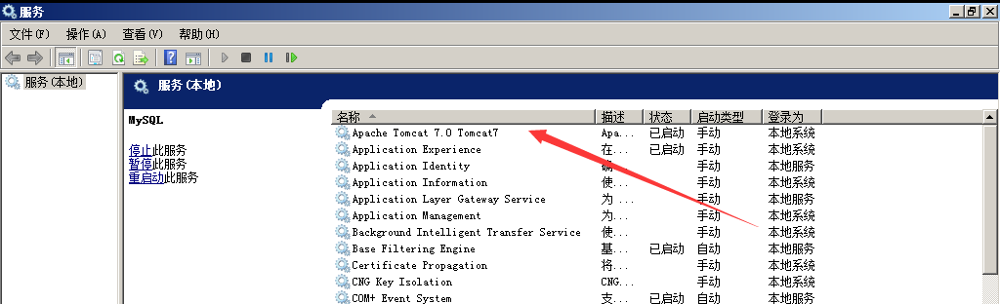 服务
文件(F) 操作(A) 查看(V) 帮助(H)
服务(本地)
服务(本地)
MySQL
停止此服务
暂停此服务
重启动此服务
名称 描述 状态 启动类型 登录为
Apache Tomcat 7.0 Tomcat7 Apa... 已启动 手动 本地系统
Application Experience 在... 已启动 手动 本地系统
Application Identity 确... 手动 本地服务
Application Information 使... 手动 本地系统
Application Layer Gateway Service 为... 手动 本地服务
Application Management 为... 手动 本地系统
Background Intelligent Transfer Service 使... 手动 本地系统
Base Filtering Engine 基... 已启动 自动 本地服务
Certificate Propagation 将... 手动 本地系统
CNG Key Isolation CNG... 手动 本地系统
COM+ Event System 支... 已启动 自动 本地服务